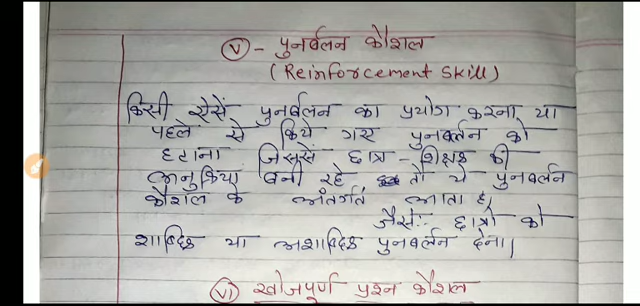 (V) - पुनर्बलन कौशल
(Reinforcement Skill)
किसी ऐसें पुनर्बलन का प्रयोग करना या
पहले से किये गए पुनर्बलन को
हटाना जिससें छात्र - शिक्षक की
अनुक्रिया बनी रहे तो ये पुनर्बलन
कौशल के अंतर्गत आता है।
जैसे:- छात्रों को
शाब्दिक या अशाब्दिक पुनर्बलन देना।
(VI) खोजपूर्ण प्रश्न कौशल